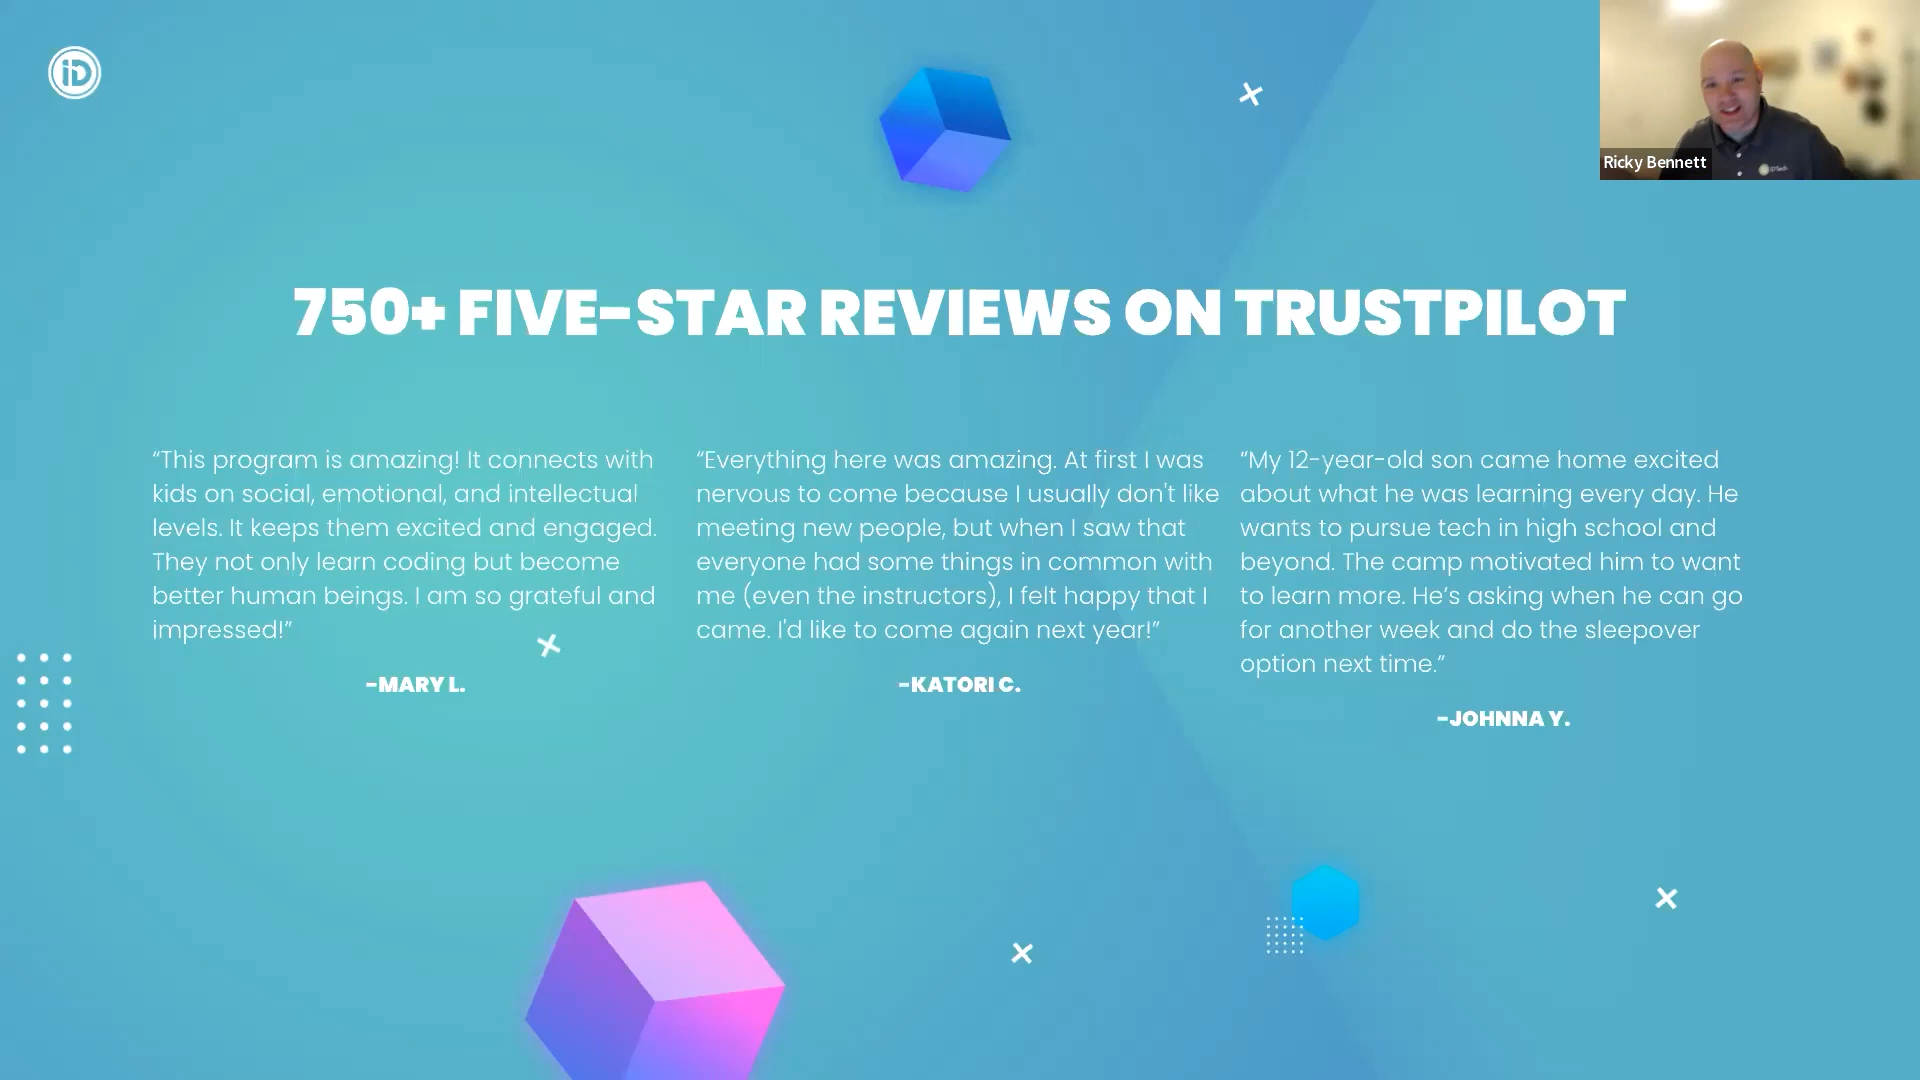 iD
Ricky Bennett
iD Tech
750+ FIVE-STAR REVIEWS ON TRUSTPILOT
“This program is amazing! It connects with
kids on social, emotional, and intellectual
levels. It keeps them excited and engaged.
They not only learn coding but become
better human beings. I am so grateful and
impressed!”
-MARY L.
“Everything here was amazing. At first I was
nervous to come because I usually don't like
meeting new people, but when I saw that
everyone had some things in common with
me (even the instructors), I felt happy that I
came. I'd like to come again next year!”
-KATORI C.
“My 12-year-old son came home excited
about what he was learning every day. He
wants to pursue tech in high school and
beyond. The camp motivated him to want
to learn more. He’s asking when he can go
for another week and do the sleepover
option next time.”
-JOHNNA Y.